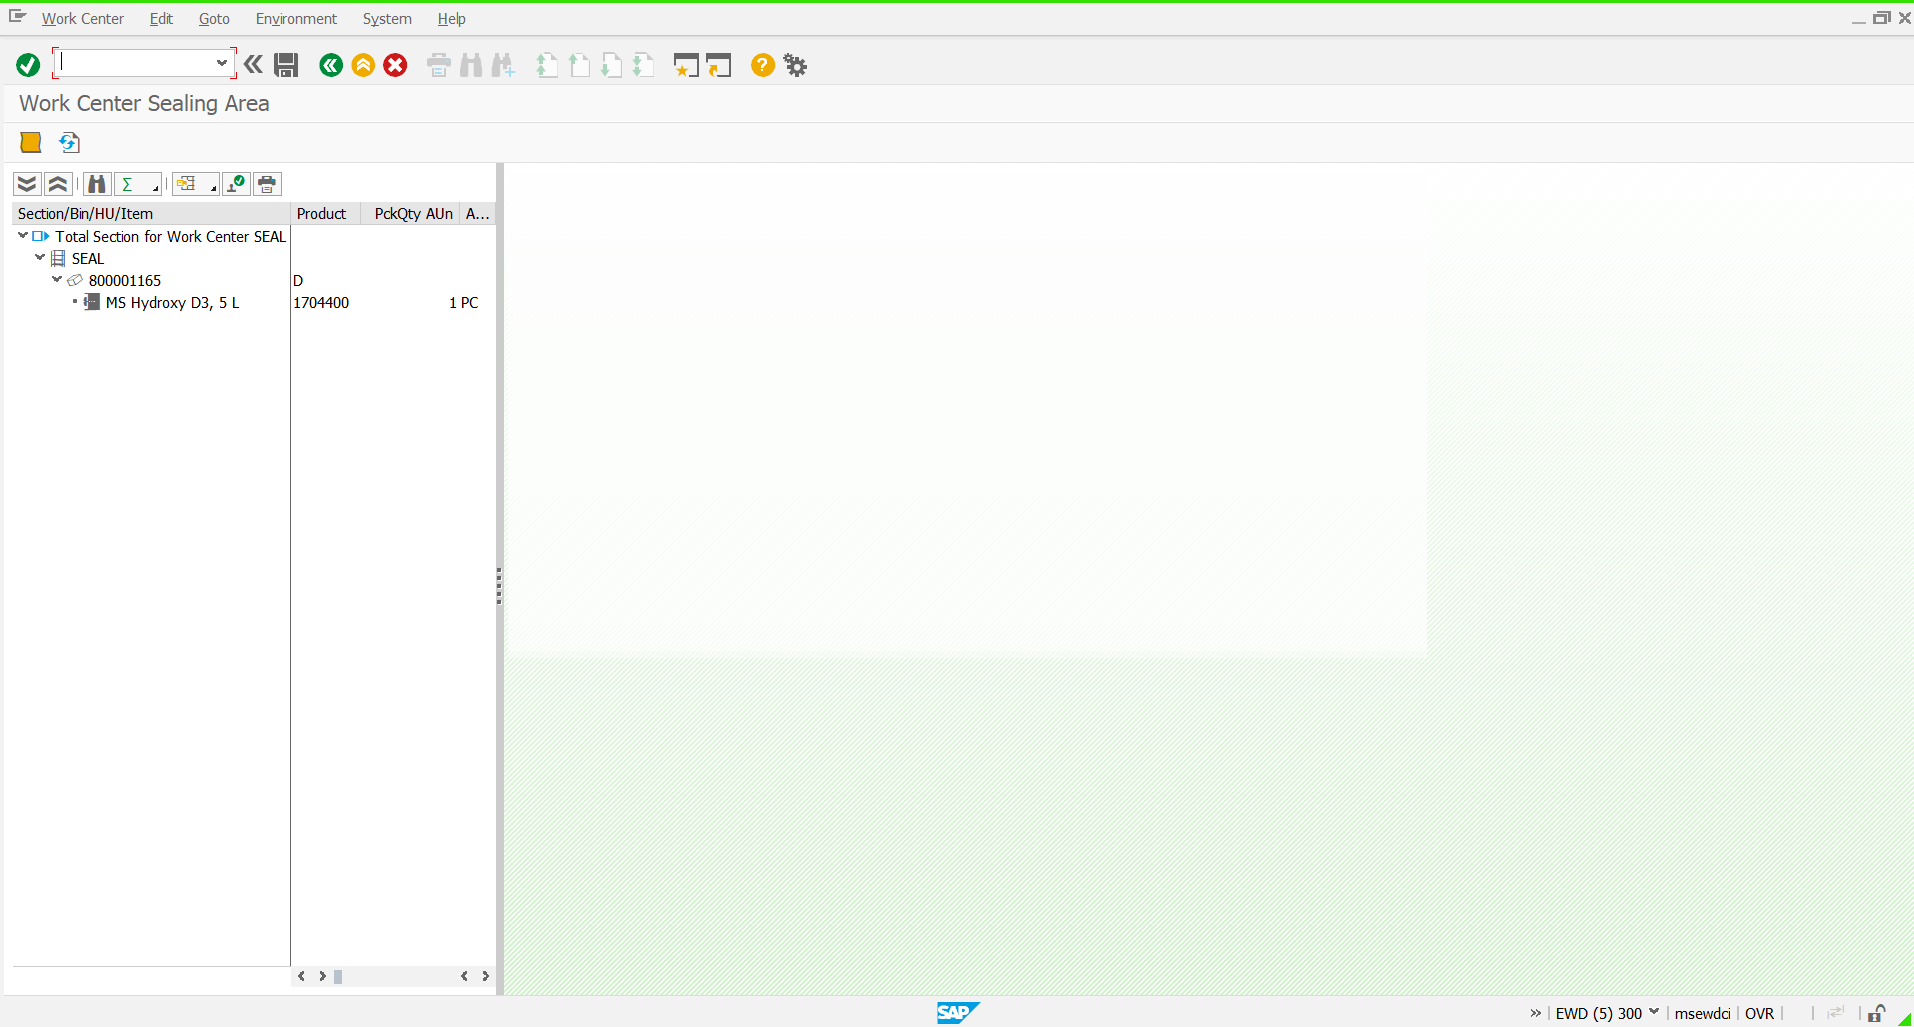 Work Center Edit Goto Environment System Help
Work Center Sealing Area
Section/Bin/HU/Item Product PckQty AUn A...
Total Section for Work Center SEAL
SEAL
800001165 D
MS Hydroxy D3, 5 L 1704400 1 PC
SAP EWD (5) 300 msewdci OVR